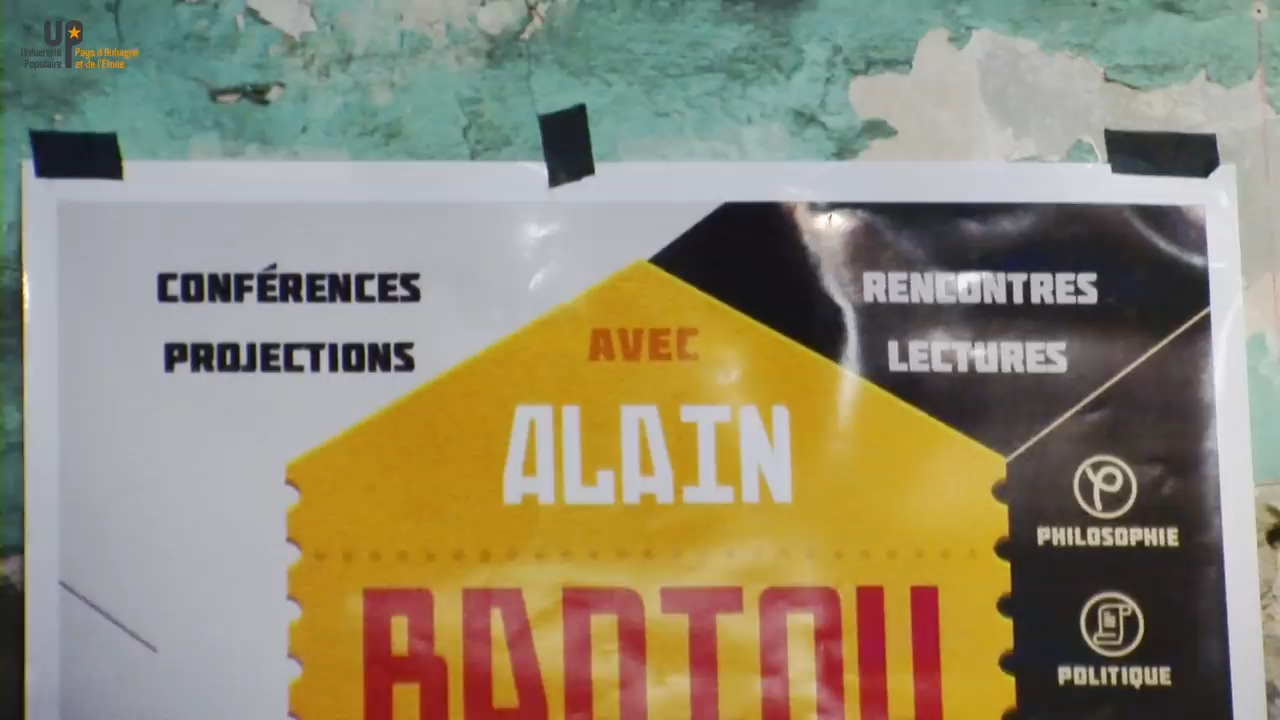 UP
Université
Populaire
Pays d'Aubagne
et de l'Etoile
CONFÉRENCES
PROJECTIONS
RENCONTRES
LECTURES
AVEC
ALAIN
PHILOSOPHIE
POLITIQUE